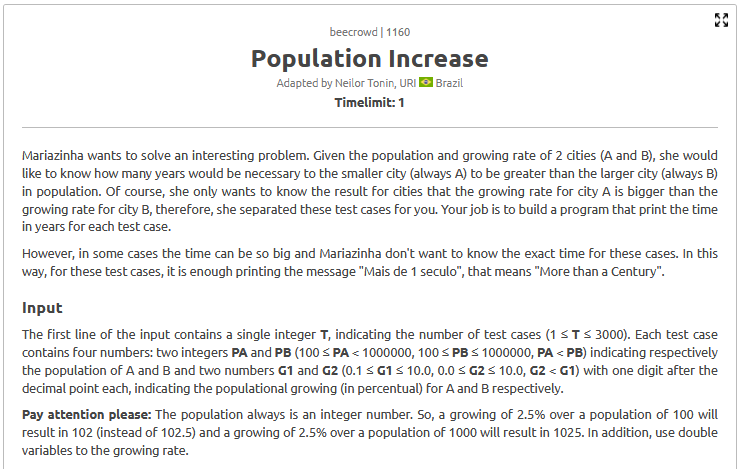 beecrowd | 1160
Population Increase
Adapted by Neilor Tonin, URI Brazil
Timelimit: 1
Mariazinha wants to solve an interesting problem. Given the population and growing rate of 2 cities (A and B), she would
like to know how many years would be necessary to the smaller city (always A) to be greater than the larger city (always B)
in population. Of course, she only wants to know the result for cities that the growing rate for city A is bigger than the
growing rate for city B, therefore, she separated these test cases for you. Your job is to build a program that print the time
in years for each test case.
However, in some cases the time can be so big and Mariazinha don't want to know the exact time for these cases. In this
way, for these test cases, it is enough printing the message "Mais de 1 seculo", that means "More than a Century".
Input
The first line of the input contains a single integer T, indicating the number of test cases (1 ≤ T ≤ 3000). Each test case
contains four numbers: two integers PA and PB (100 ≤ PA < 1000000, 100 ≤ PB ≤ 1000000, PA < PB) indicating respectively
the population of A and B and two numbers G1 and G2 (0.1 ≤ G1 ≤ 10.0, 0.0 ≤ G2 ≤ 10.0, G2 < G1) with one digit after the
decimal point each, indicating the populational growing (in percentual) for A and B respectively.
Pay attention please: The population always is an integer number. So, a growing of 2.5% over a population of 100 will
result in 102 (instead of 102.5) and a growing of 2.5% over a population of 1000 will result in 1025. In addition, use double
variables to the growing rate.